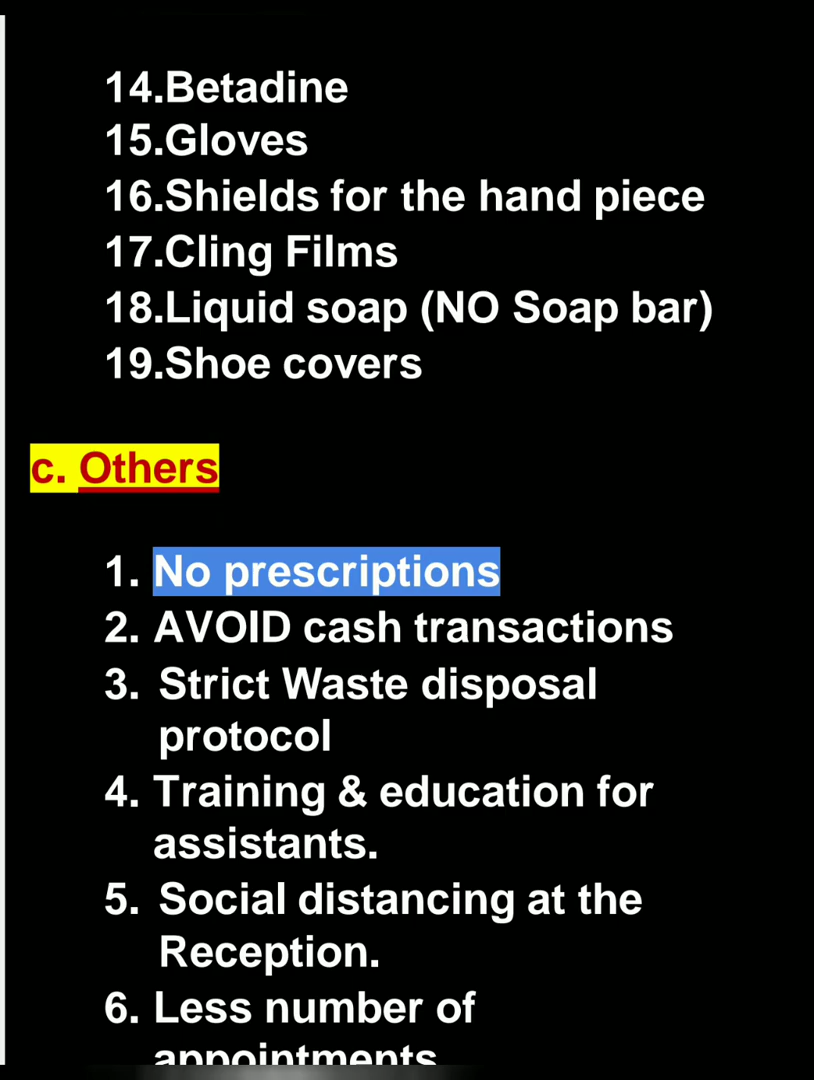 14.Betadine
15.Gloves
16.Shields for the hand piece
17.Cling Films
18.Liquid soap (NO Soap bar)
19.Shoe covers
c. Others
1. No prescriptions
2. AVOID cash transactions
3. Strict Waste disposal
protocol
4. Training & education for
assistants.
5. Social distancing at the
Reception.
6. Less number of
appointments